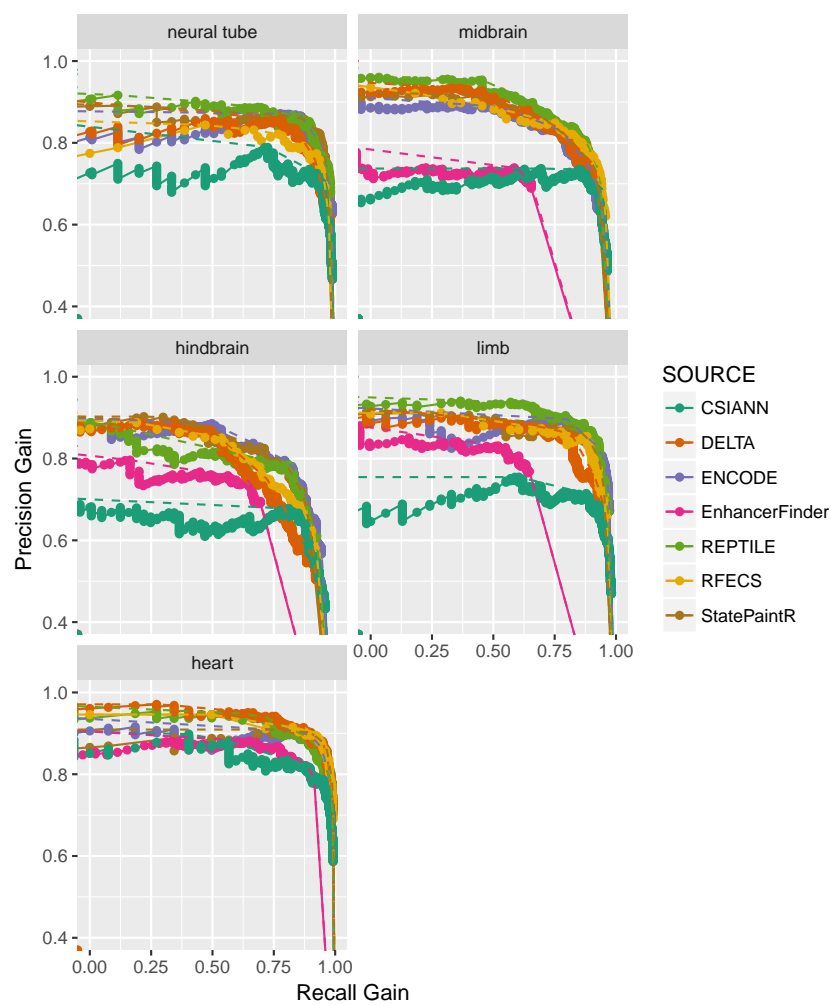 neural tube
midbrain
1.0
0.8
0.6
0.4
hindbrain
limb
1.0
0.8
0.6
0.4
0.00 0.25 0.50 0.75 1.00
heart
1.0
0.8
0.6
0.4
0.00 0.25 0.50 0.75 1.00
Recall Gain
Precision Gain
SOURCE
CSIANN
DELTA
ENCODE
EnhancerFinder
REPTILE
RFECS
StatePaintR